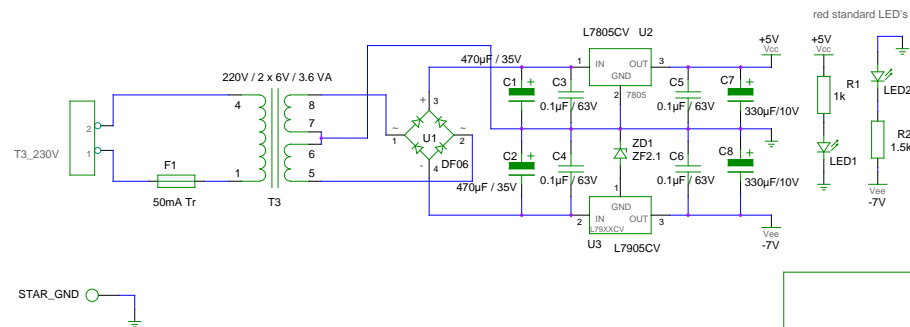 red standard LED's
L7805CV U2
+5V
Vcc
+5V
Vcc
220V / 2 x 6V / 3.6 VA
470µF / 35V
1 IN OUT 3
GND
2 7805
C1 +
C3
0.1µF / 63V
C5
0.1µF / 63V
C7 +
330µF/10V
R1
1k
LED2
4 8
7
+ 3
~ 1 U1 2 ~
- 4
DF06
2
1
T3_230V
6
5
1
F1
50mA Tr
T3
ZD1
ZF2.1
C2 +
470µF / 35V
C4
0.1µF / 63V
C6
0.1µF / 63V
C8 +
330µF/10V
LED1
R2
1.5k
1
GND
2 IN OUT 3
L79XXCV
U3 L7905CV
Vee
-7V
Vee
-7V
STAR_GND